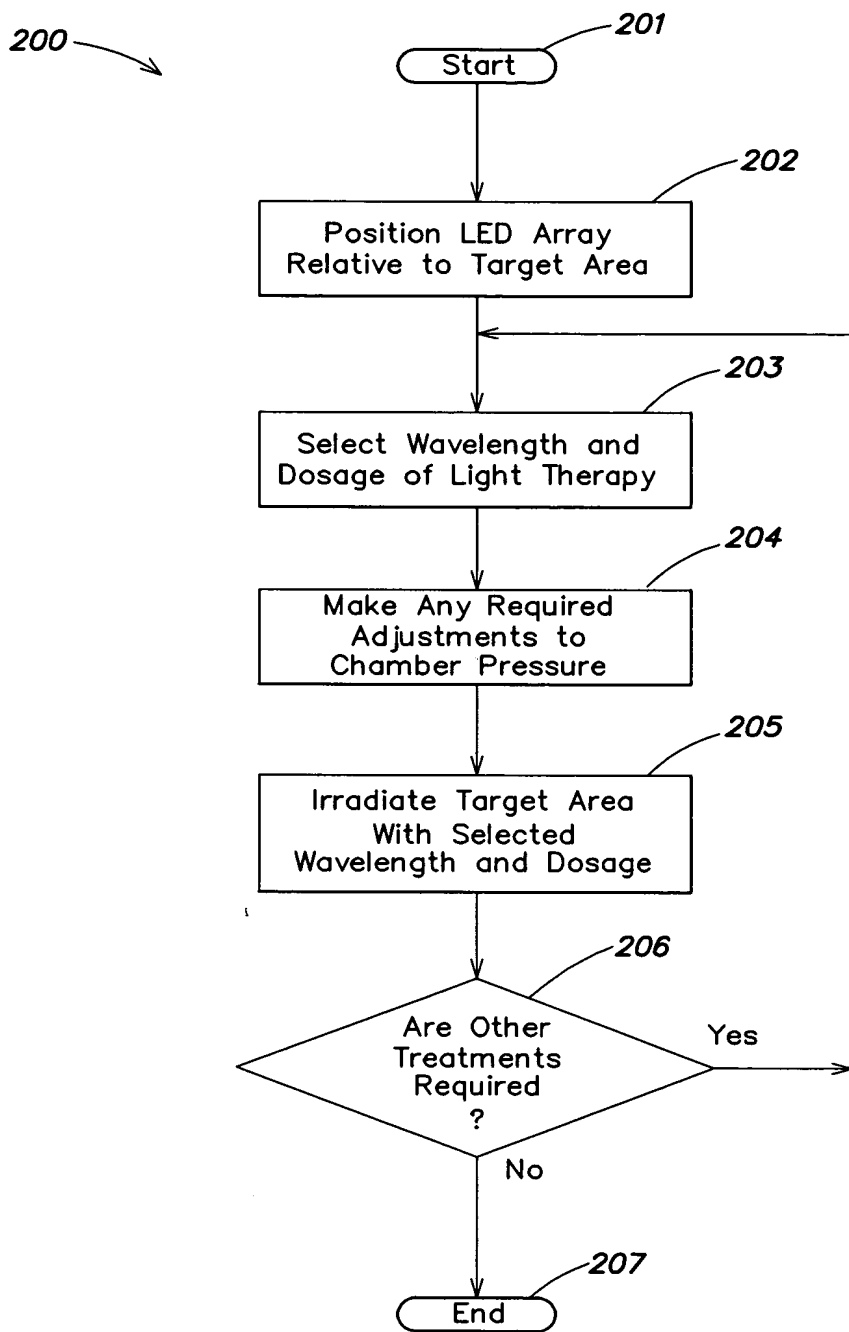 200
201
Start
202
Position LED Array
Relative to Target Area
203
Select Wavelength and
Dosage of Light Therapy
204
Make Any Required
Adjustments to
Chamber Pressure
205
Irradiate Target Area
With Selected
Wavelength and Dosage
206
Are Other
Treatments
Required
?
Yes
No
207
End